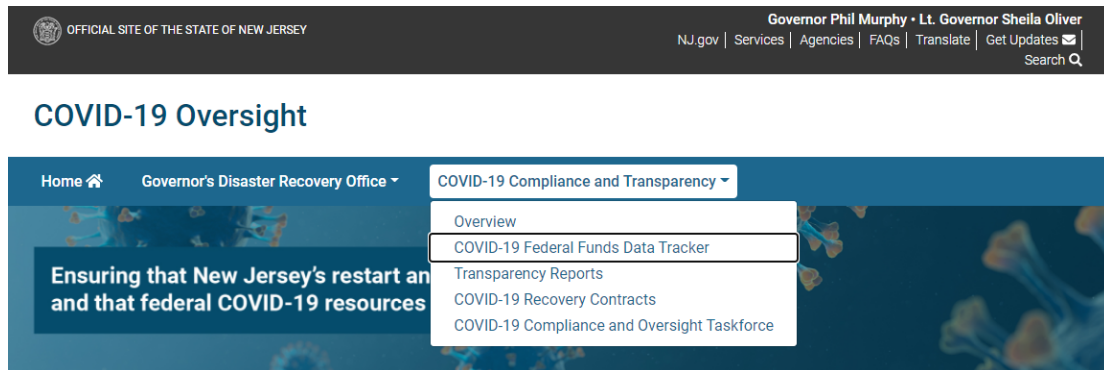 OFFICIAL SITE OF THE STATE OF NEW JERSEY
Governor Phil Murphy • Lt. Governor Sheila Oliver
NJ.gov | Services | Agencies | FAQs | Translate | Get Updates |
Search
COVID-19 Oversight
Home
Governor's Disaster Recovery Office
COVID-19 Compliance and Transparency
Overview
COVID-19 Federal Funds Data Tracker
Transparency Reports
COVID-19 Recovery Contracts
COVID-19 Compliance and Oversight Taskforce
Ensuring that New Jersey's restart an
and that federal COVID-19 resources